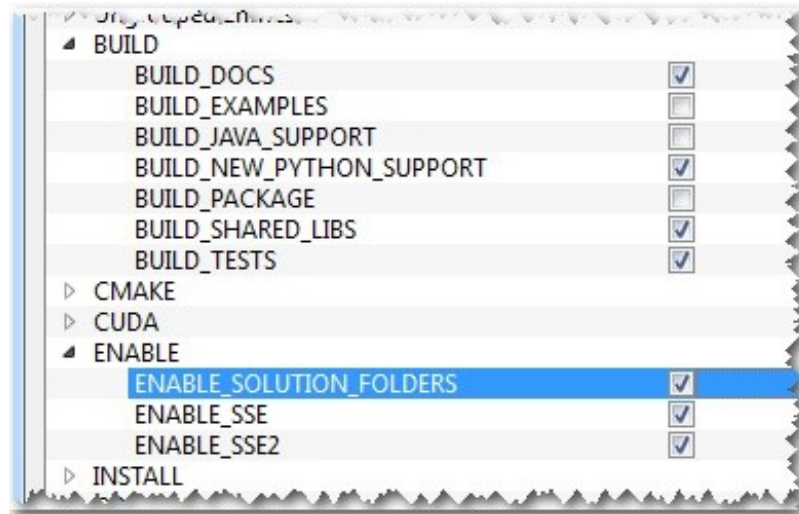 BUILD
BUILD_DOCS
BUILD_EXAMPLES
BUILD_JAVA_SUPPORT
BUILD_NEW_PYTHON_SUPPORT
BUILD_PACKAGE
BUILD_SHARED_LIBS
BUILD_TESTS
CMAKE
CUDA
ENABLE
ENABLE_SOLUTION_FOLDERS
ENABLE_SSE
ENABLE_SSE2
INSTALL